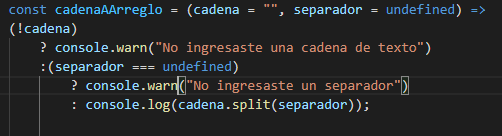 const cadenaAArreglo = (cadena = "", separador = undefined) =>
(!cadena)
? console.warn("No ingresaste una cadena de texto")
:(separador === undefined)
? console.warn("No ingresaste un separador")
: console.log(cadena.split(separador));